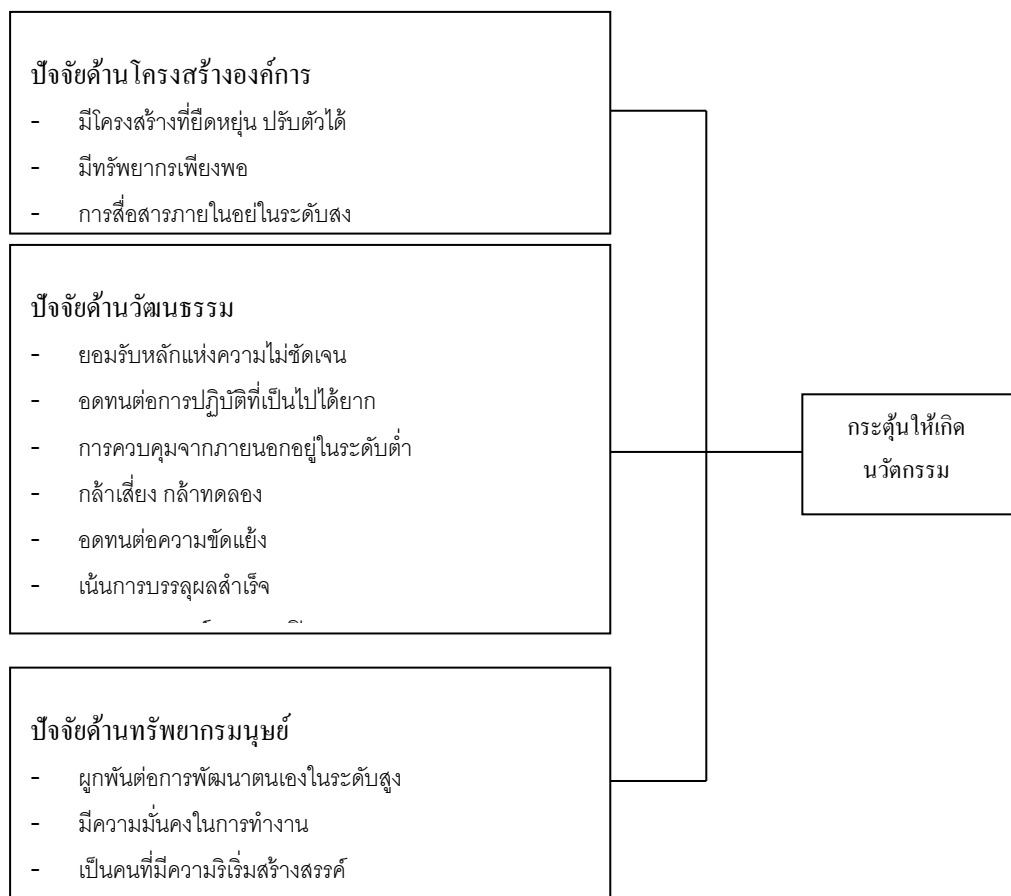 ปัจจัยด้านโครงสร้างองค์การ
- มีโครงสร้างที่ยืดหยุ่น ปรับตัวได้
- มีทรัพยากรเพียงพอ
- การสื่อสารภายในอยู่ในระดับสูง
ปัจจัยด้านวัฒนธรรม
- ยอมรับหลักแห่งความไม่ชัดเจน
- อดทนต่อการปฏิบัติที่เป็นไปได้ยาก
- การควบคุมจากภายนอกอยู่ในระดับต่ำ
- กล้าเสี่ยง กล้าทดลอง
- อดทนต่อความขัดแย้ง
- เน้นการบรรลุผลสำเร็จ
กระตุ้นให้เกิด
นวัตกรรม
ปัจจัยด้านทรัพยากรมนุษย์
- ผูกพันต่อการพัฒนาตนเองในระดับสูง
- มีความมั่นคงในการทำงาน
- เป็นคนที่มีความริเริ่มสร้างสรรค์